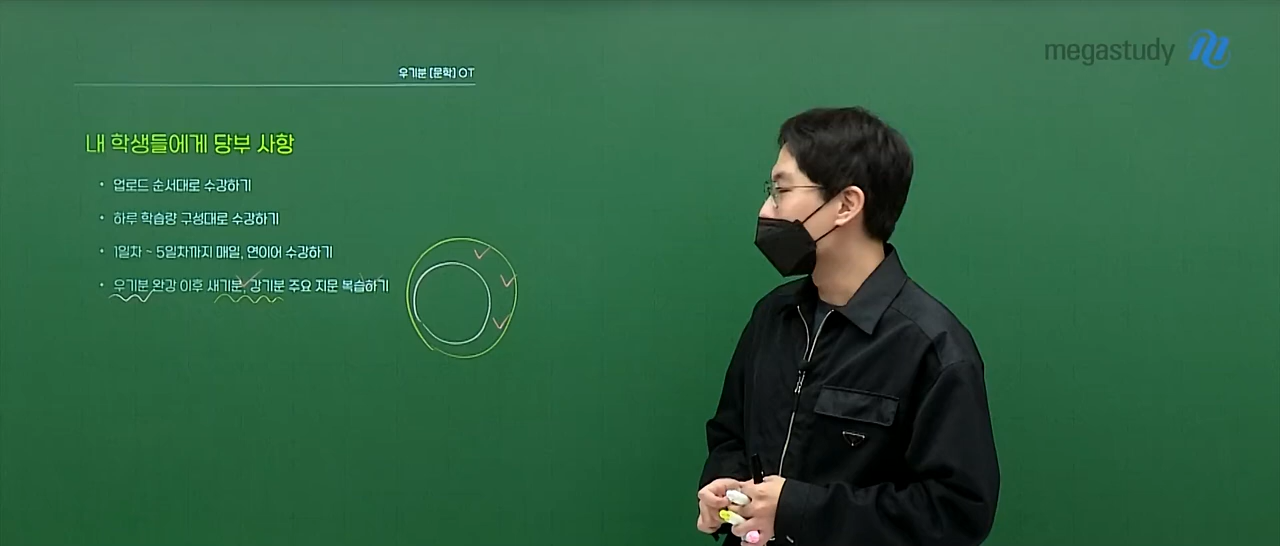 megastudy
우기분 [문학] OT
내 학생들에게 당부 사항
• 업로드 순서대로 수강하기
• 하루 학습량 구성대로 수강하기
• 1일차 ~ 5일차까지 매일, 연이어 수강하기
• 우기분 완강 이후 새기분, 강기분 주요 지문 복습하기